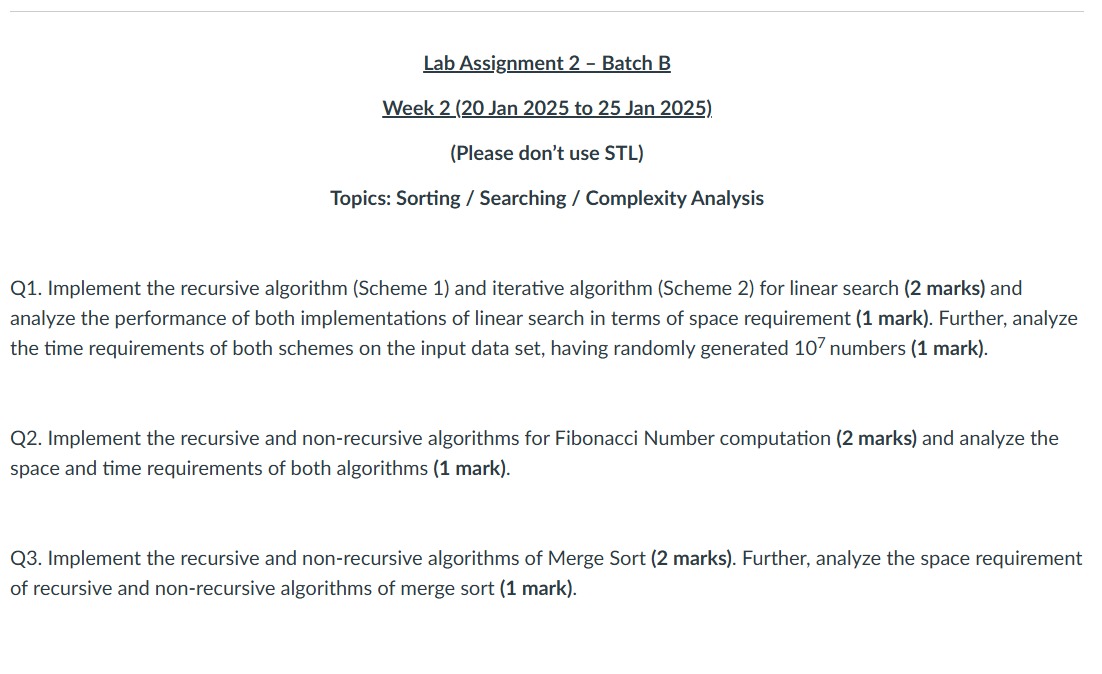 Lab Assignment 2 – Batch B
Week 2 (20 Jan 2025 to 25 Jan 2025)
(Please don’t use STL)
Topics: Sorting / Searching / Complexity Analysis
Q1. Implement the recursive algorithm (Scheme 1) and iterative algorithm (Scheme 2) for linear search (2 marks) and
analyze the performance of both implementations of linear search in terms of space requirement (1 mark). Further, analyze
the time requirements of both schemes on the input data set, having randomly generated 10⁷ numbers (1 mark).
Q2. Implement the recursive and non-recursive algorithms for Fibonacci Number computation (2 marks) and analyze the
space and time requirements of both algorithms (1 mark).
Q3. Implement the recursive and non-recursive algorithms of Merge Sort (2 marks). Further, analyze the space requirement
of recursive and non-recursive algorithms of merge sort (1 mark).